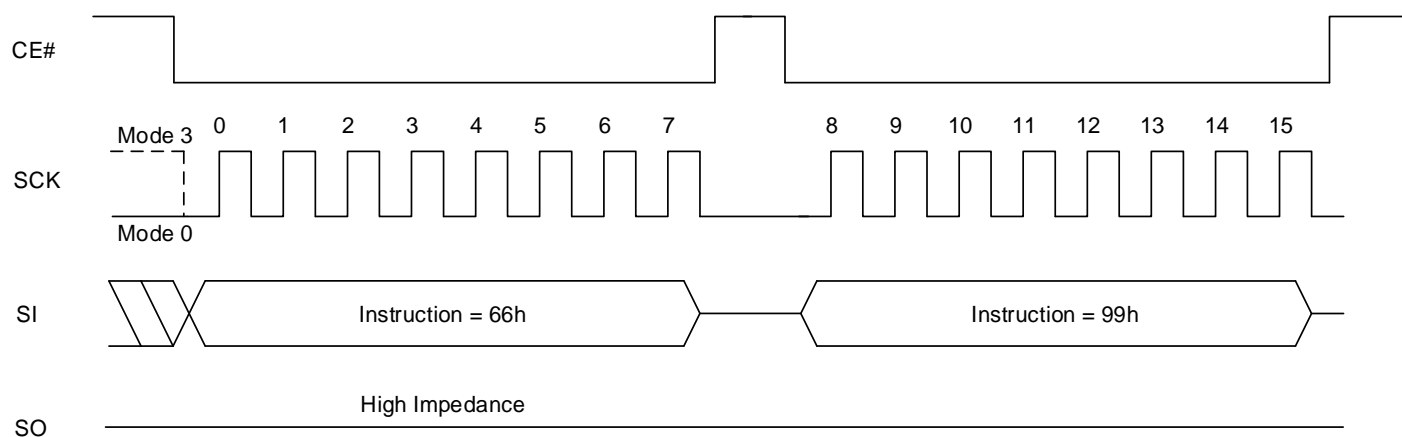 CE#
Mode 3
0 1 2 3 4 5 6 7 8 9 10 11 12 13 14 15
SCK
Mode 0
SI
Instruction = 66h
Instruction = 99h
High Impedance
SO